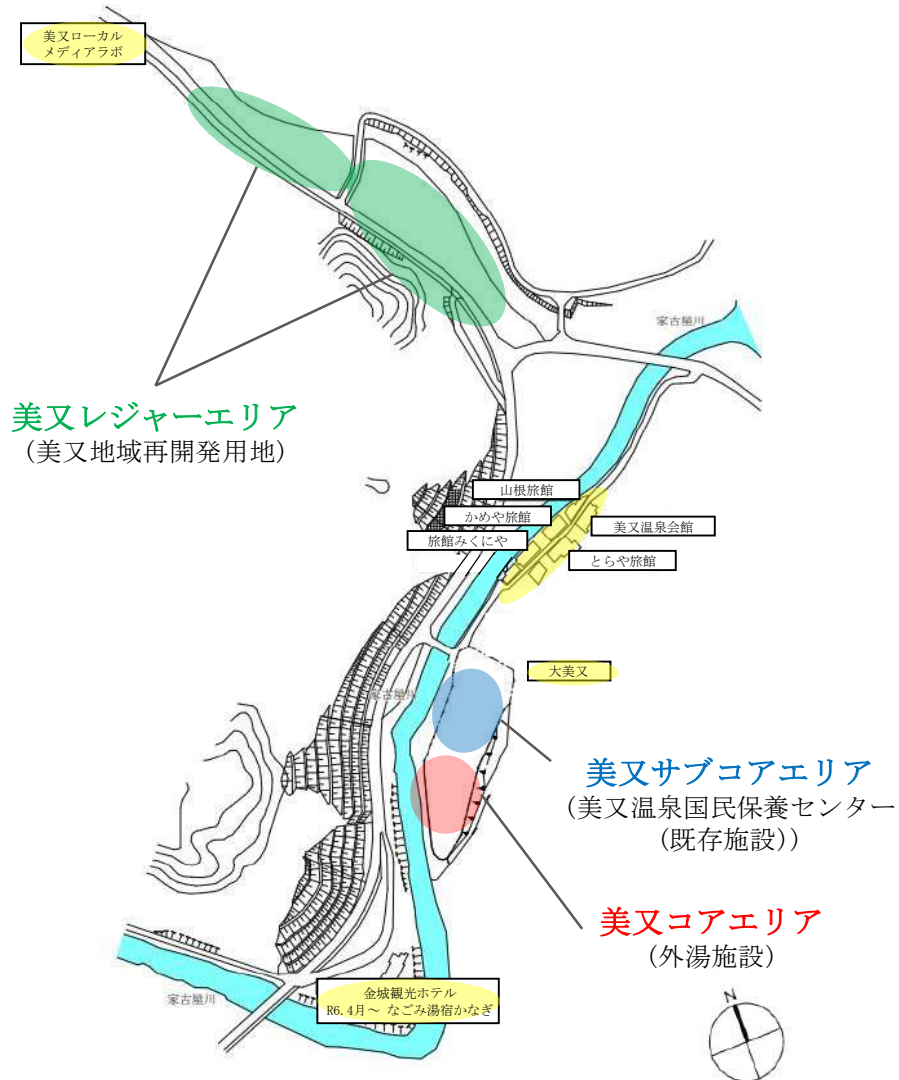 美又ローカル
メディアラボ
家古屋川
美又レジャーエリア
（美又地域再開発用地）
山根旅館
かめや旅館
美又温泉会館
旅館みくにや
とらや旅館
大美又
家古屋川
美又サブコアエリア
（美又温泉国民保養センター
（既存施設））
美又コアエリア
（外湯施設）
金城観光ホテル
R6.4月～ なごみ湯宿かなぎ
家古屋川
N